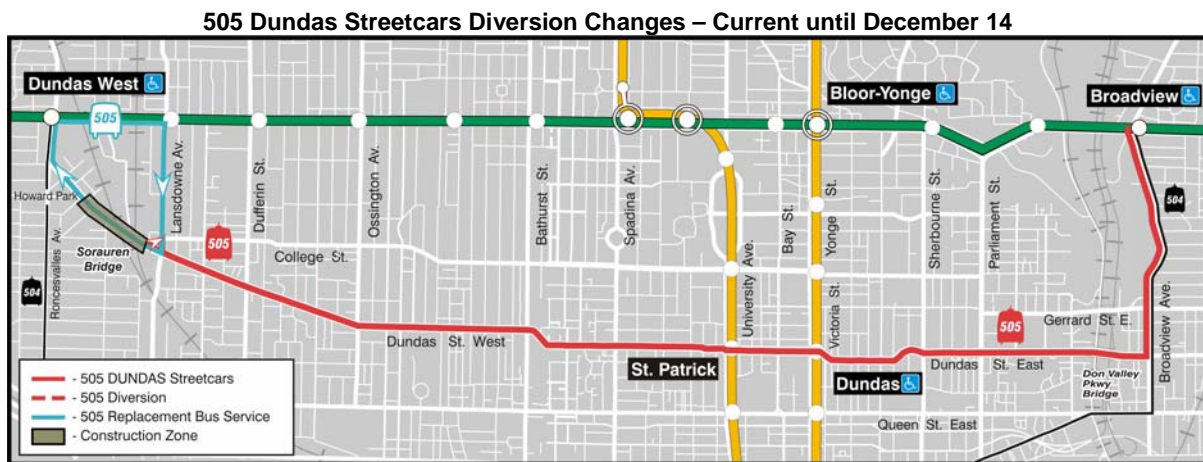 505 Dundas Streetcars Diversion Changes – Current until December 14
Dundas West
505
Bloor-Yonge
Broadview
Howard Park
Roncesvalles Av.
504
Sorauren
Bridge
Lansdowne Av.
505
Dufferin St.
College St.
Ossington Av.
Dundas St. West
Bathurst St.
Spadina Av.
St. Patrick
University Ave.
Bay St.
Yonge St.
Victoria St.
Dundas
Sherbourne St.
Parliament St.
Dundas St. East
505
Gerrard St. E.
Queen St. East
Don Valley
Pkwy
Bridge
504
Broadview Ave.
- 505 DUNDAS Streetcars
- 505 Diversion
- 505 Replacement Bus Service
- Construction Zone